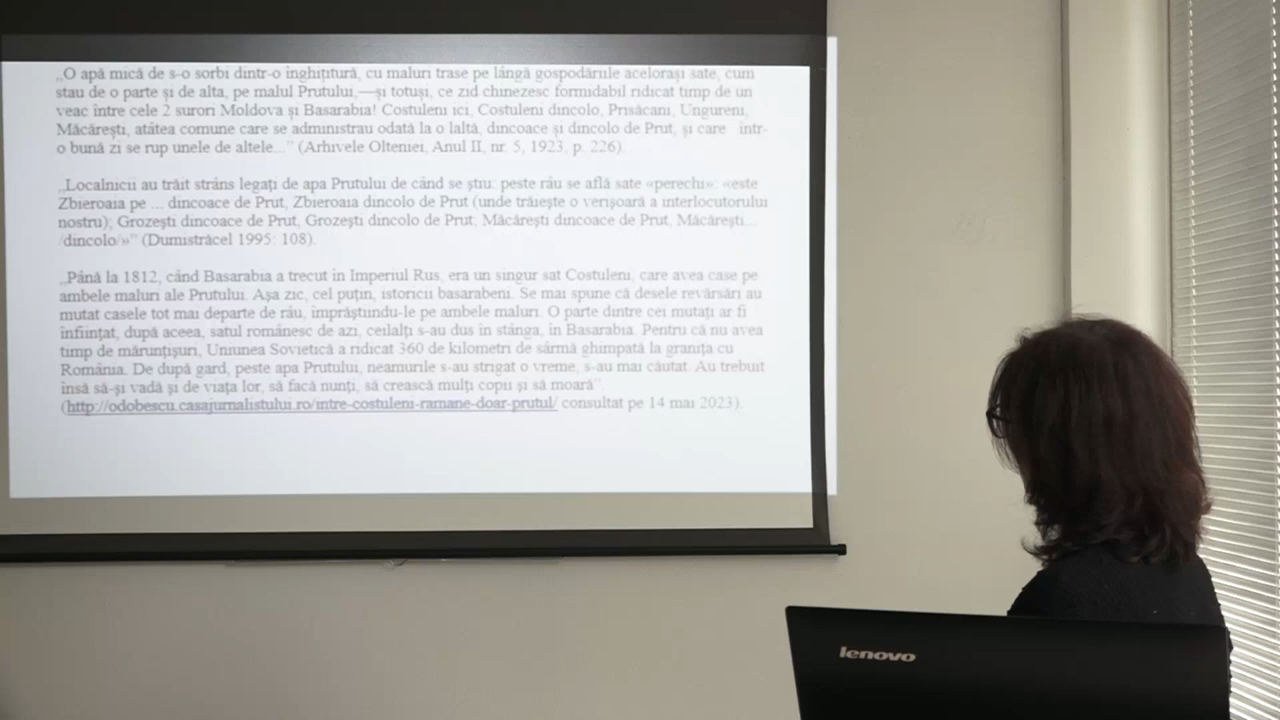 „O apă mică de s-o sorbi dintr-o înghițitură, cu maluri trase pe lângă gospodăriile acelorași sate, cum
stau de o parte și de alta, pe malul Prutului,—și totuși, ce zid chinezesc formidabil ridicat timp de un
veac între cele 2 surori Moldova și Basarabia! Costuleni ici, Costuleni dincolo, Prisăcani, Ungureni,
Măcărești, atâtea comune care se administrau odată la o laltă, dincoace și dincolo de Prut, și care într-
o bună zi se rup unele de altele...” (Arhivele Olteniei, Anul II, nr. 5, 1923, p. 226).
„Localnicii au trăit strâns legați de apa Prutului de când se știu: peste râu se află sate «perechi»: «este
Zbieroaia pe ... dincoace de Prut, Zbieroaia dincolo de Prut (unde trăiește o verișoară a interlocutorului
nostru); Grozești dincoace de Prut, Grozești dincolo de Prut; Măcărești dincoace de Prut, Măcărești...
/dincolo/»” (Dumistrăcel 1995: 108).
„Până la 1812, când Basarabia a trecut în Imperiul Rus, era un singur sat Costuleni, care avea case pe
ambele maluri ale Prutului. Așa zic, cel puțin, istoricii basarabeni. Se mai spune că desele revărsări au
mutat casele tot mai departe de râu, împrăștiindu-le pe ambele maluri. O parte dintre cei mutați ar fi
înființat, după aceea, satul românesc de azi, ceilalți s-au dus în stânga, în Basarabia. Pentru că nu avea
timp de mărunțișuri, Uniunea Sovietică a ridicat 360 de kilometri de sârmă ghimpată la granița cu
România. De după gard, peste apa Prutului, neamurile s-au strigat o vreme, s-au mai căutat. Au trebuit
însă să-și vadă și de viața lor, să facă nunți, să crească mulți copii și să moară”
(http://odobescu.casajurnalistului.ro/intre-costuleni-ramane-doar-prutul/ consultat pe 14 mai 2023).
lenovo